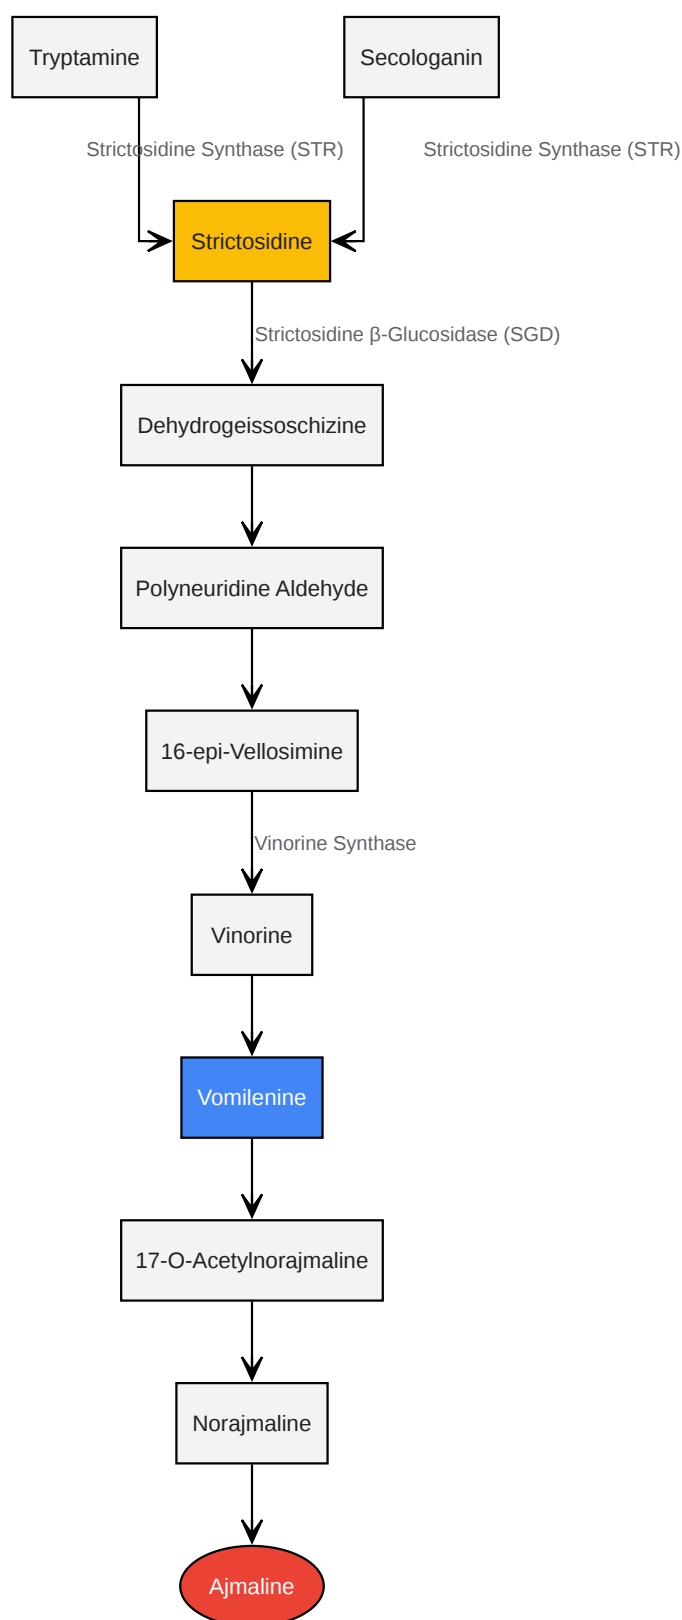 Tryptamine
Secologanin
Strictosidine Synthase (STR)
Strictosidine Synthase (STR)
Strictosidine
Strictosidine β-Glucosidase (SGD)
Dehydrogeissoschizine
Polyneuridine Aldehyde
16-epi-Vellosimine
Vinorine Synthase
Vinorine
Vomilenine
17-O-Acetylnorajmaline
Norajmaline
Ajmaline